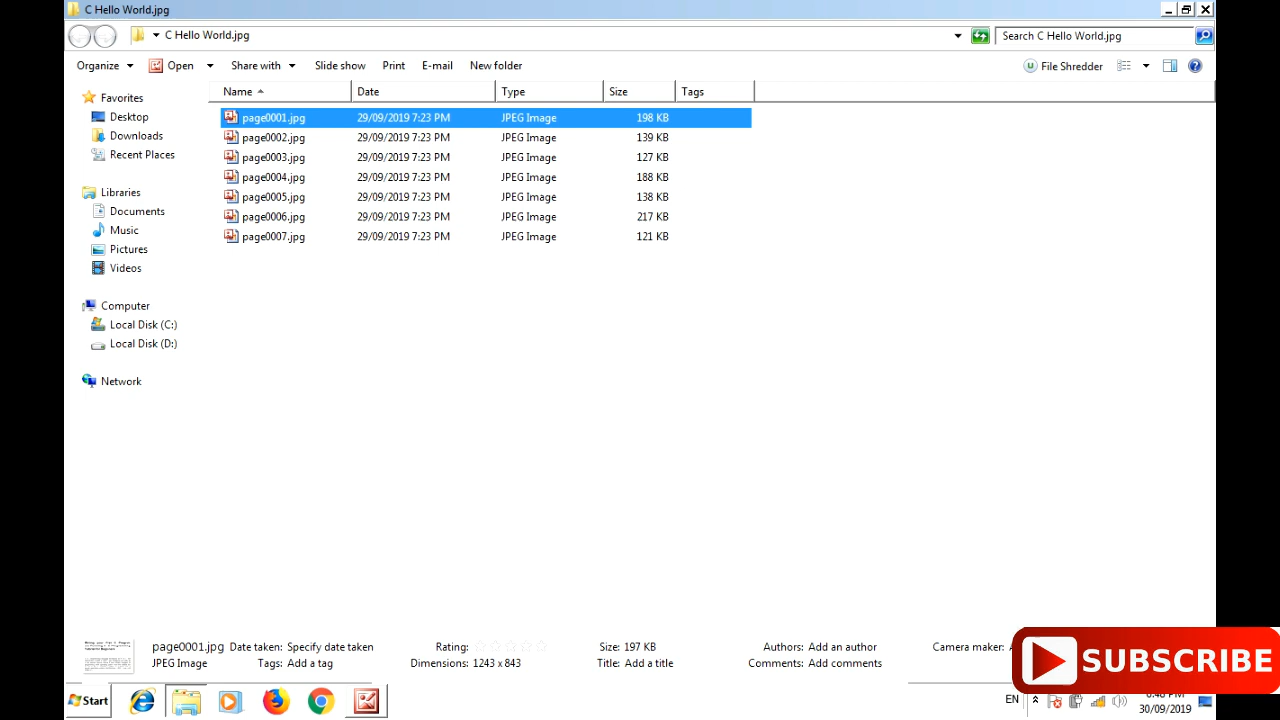 C Hello World.jpg
C Hello World.jpg
Search C Hello World.jpg
Organize Open Share with Slide show Print E-mail New folder File Shredder
Favorites
Desktop
Downloads
Recent Places
Libraries
Documents
Music
Pictures
Videos
Computer
Local Disk (C:)
Local Disk (D:)
Network
Name Date Type Size Tags
page0001.jpg 29/09/2019 7:23 PM JPEG Image 198 KB
page0002.jpg 29/09/2019 7:23 PM JPEG Image 139 KB
page0003.jpg 29/09/2019 7:23 PM JPEG Image 127 KB
page0004.jpg 29/09/2019 7:23 PM JPEG Image 188 KB
page0005.jpg 29/09/2019 7:23 PM JPEG Image 138 KB
page0006.jpg 29/09/2019 7:23 PM JPEG Image 217 KB
page0007.jpg 29/09/2019 7:23 PM JPEG Image 121 KB
page0001.jpg Date taken: Specify date taken Rating: Size: 197 KB Authors: Add an author Camera maker:
JPEG Image Tags: Add a tag Dimensions: 1243 x 843 Title: Add a title Comments: Add comments
SUBSCRIBE
Start
EN
30/09/2019